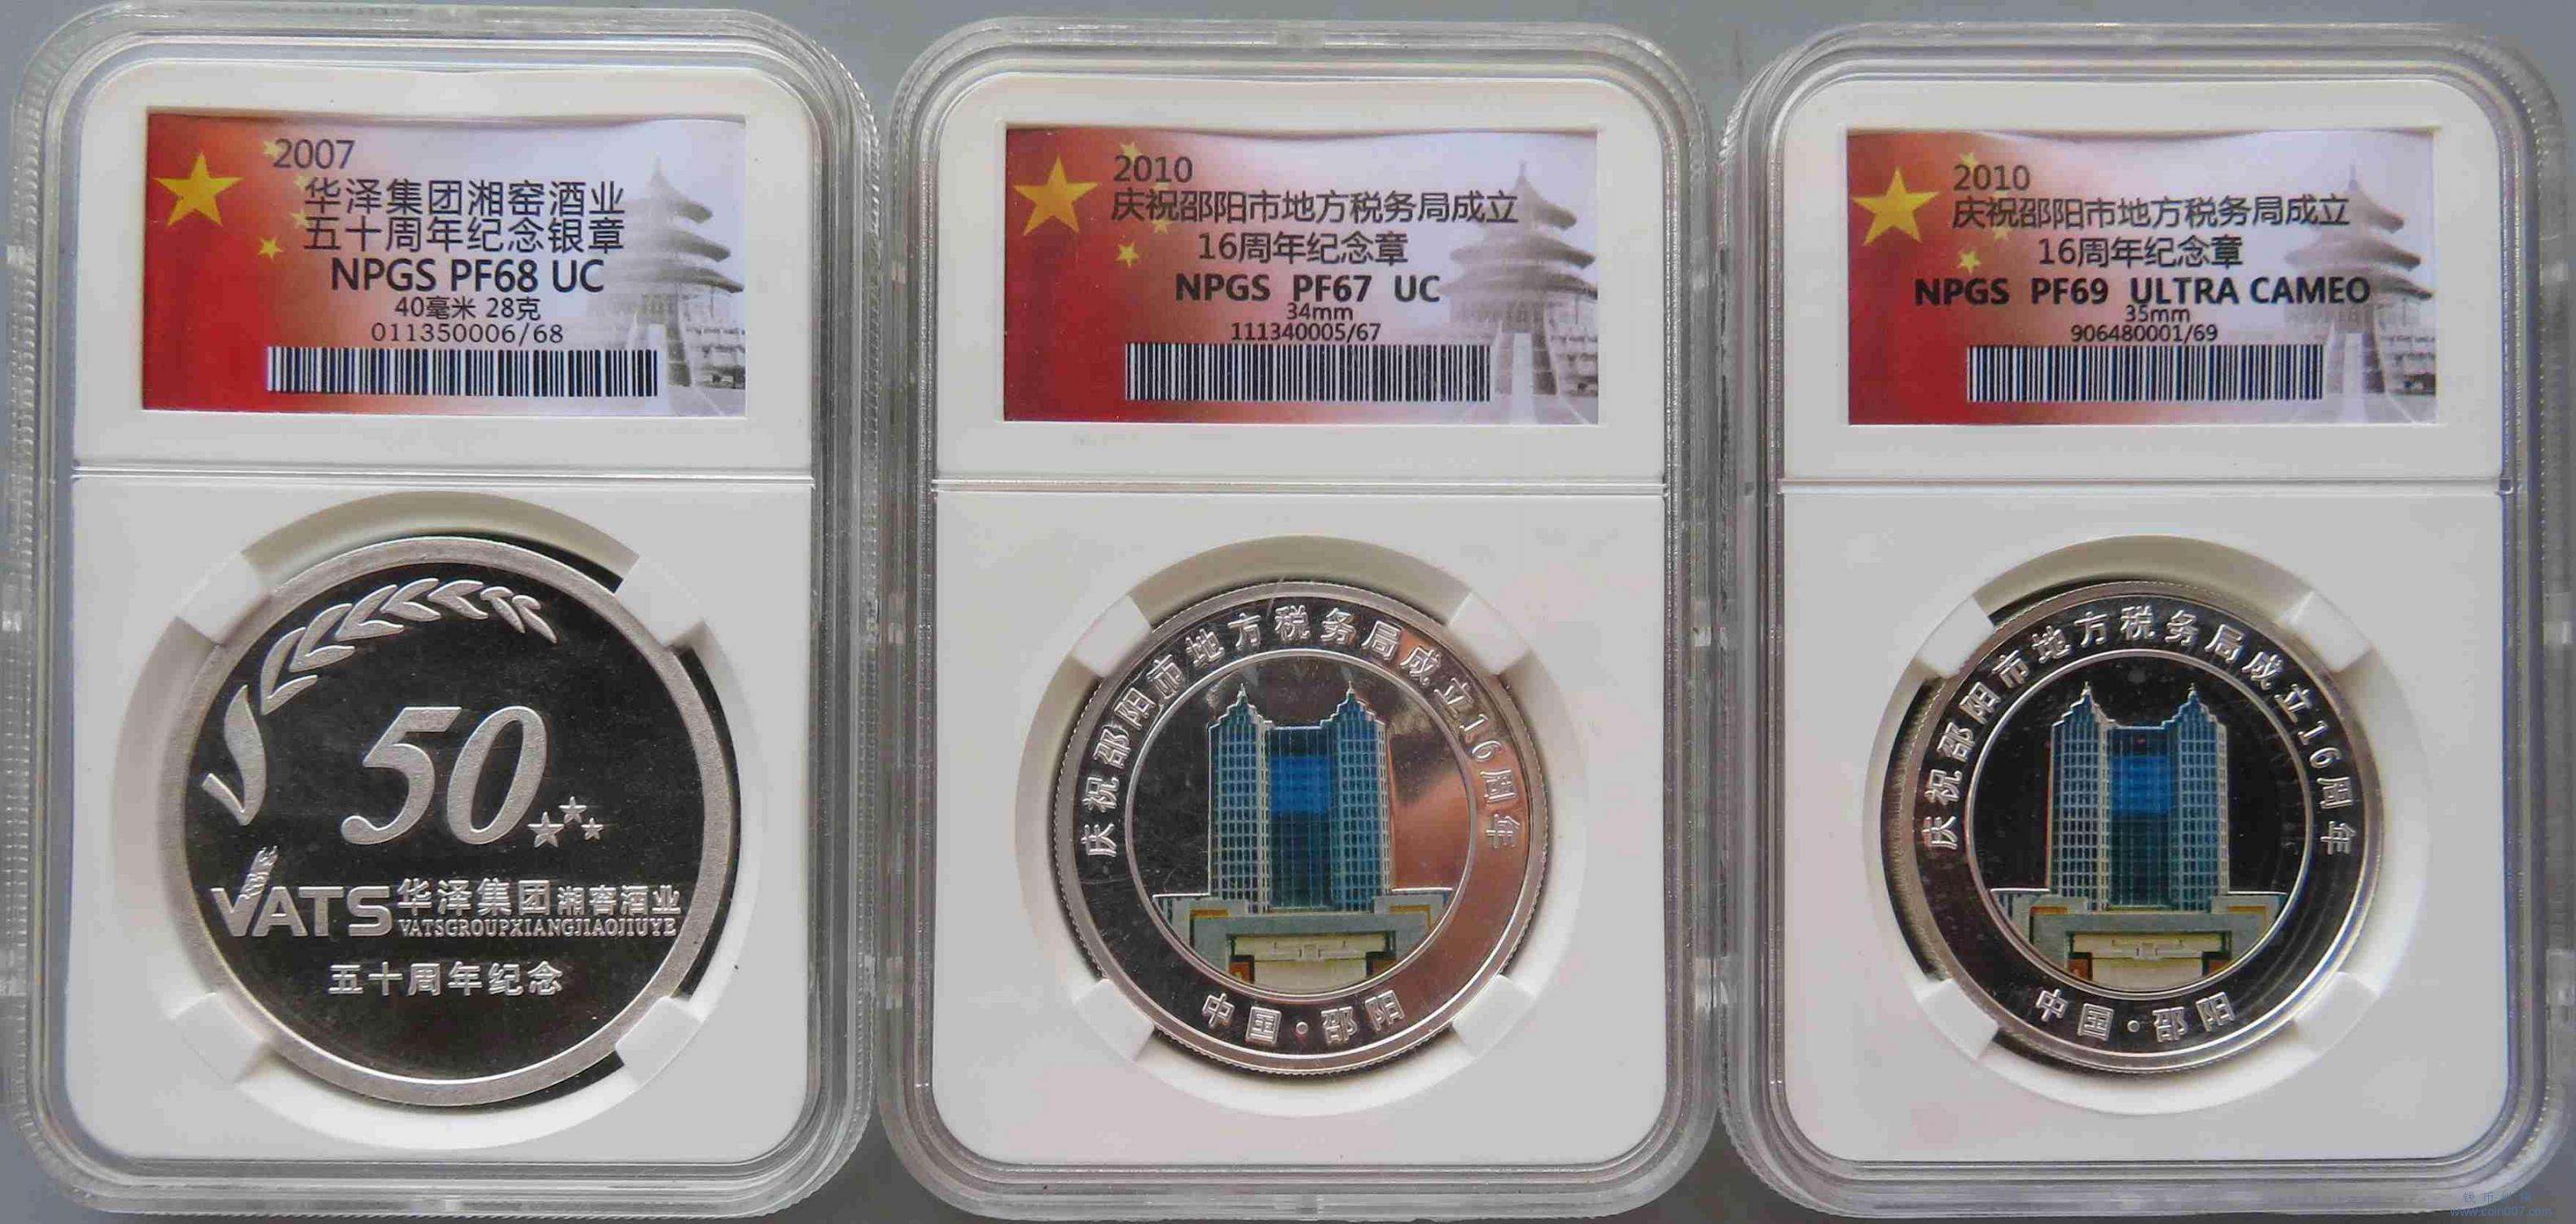 2007
华泽集团湘窖酒业
五十周年纪念银章
NPGS PF68 UC
40毫米 28克
011350006/68
50
VATS 华泽集团 湘窖酒业
VATSGROUPXIANGJIAOJIUYE
五十周年纪念
2010
庆祝邵阳市地方税务局成立
16周年纪念章
NPGS PF67 UC
34mm
111340005/67
庆祝邵阳市地方税务局成立16周年
中国·邵阳
2010
庆祝邵阳市地方税务局成立
16周年纪念章
NPGS PF69 ULTRA CAMEO
35mm
906480001/69
庆祝邵阳市地方税务局成立16周年
中国·邵阳
www.coin007.com